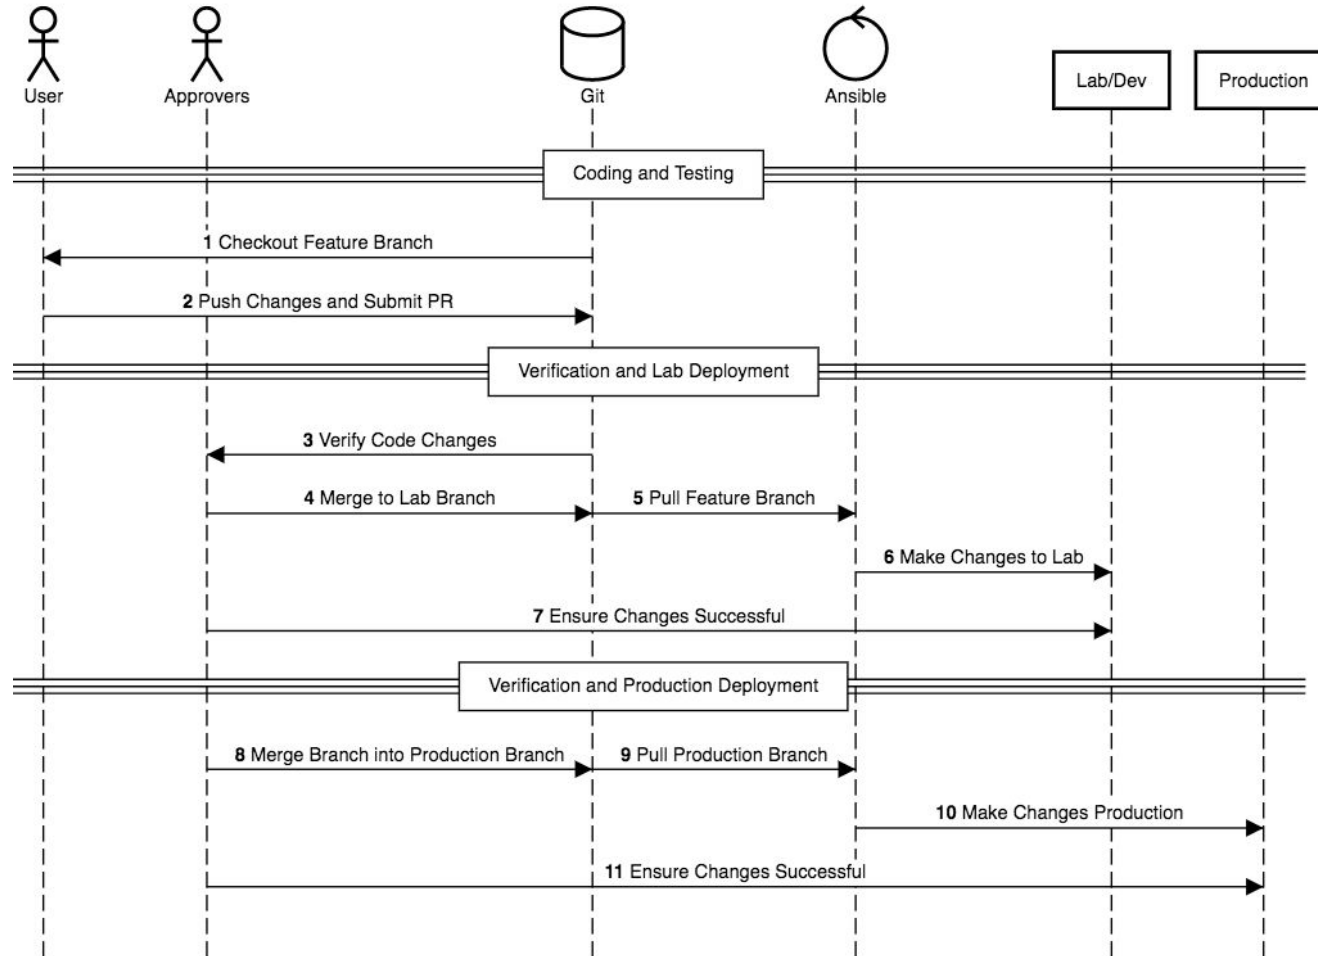 User
Approvers
Git
Ansible
Lab/Dev
Production
Coding and Testing
1 Checkout Feature Branch
2 Push Changes and Submit PR
Verification and Lab Deployment
3 Verify Code Changes
4 Merge to Lab Branch
5 Pull Feature Branch
6 Make Changes to Lab
7 Ensure Changes Successful
Verification and Production Deployment
8 Merge Branch into Production Branch
9 Pull Production Branch
10 Make Changes Production
11 Ensure Changes Successful